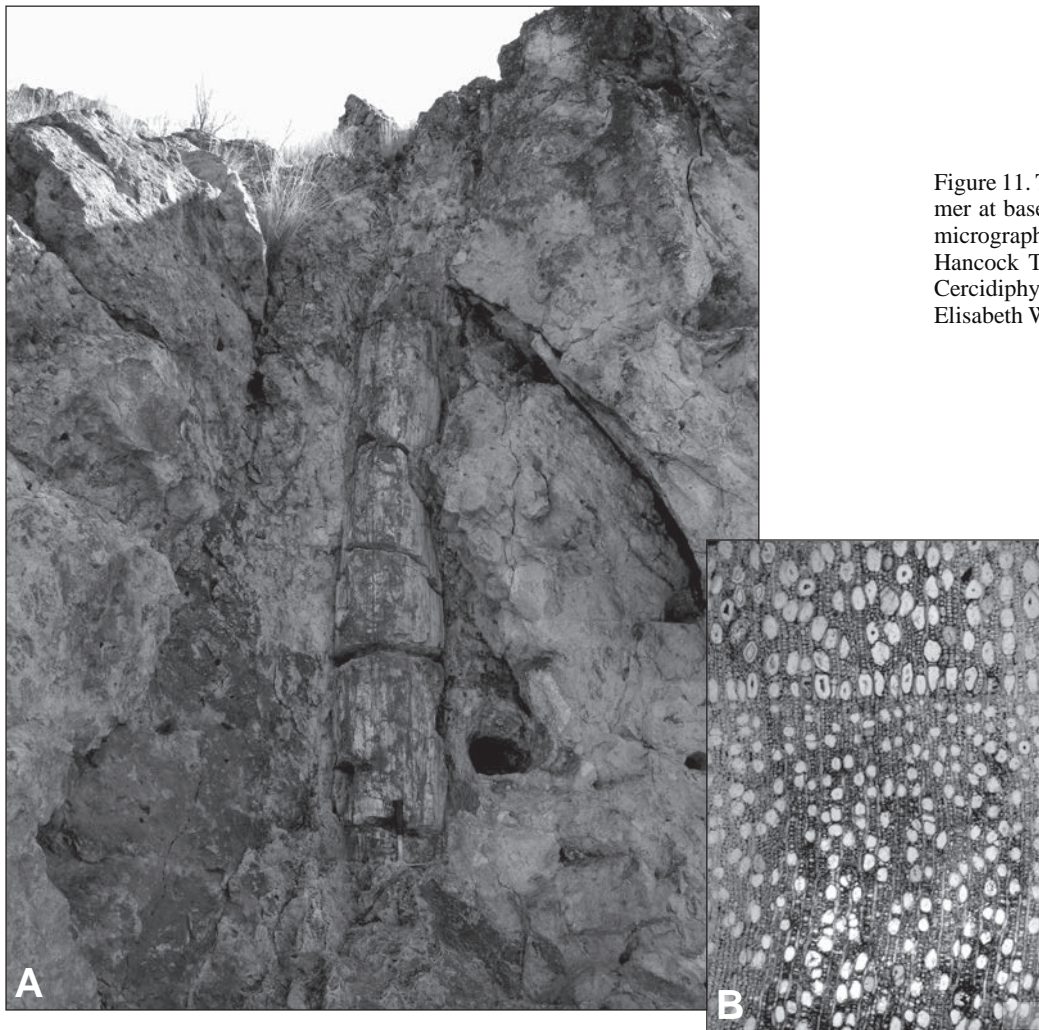 Figure 11. T
mer at base
micrograph
Hancock T
Cercidiphy
Elisabeth W
A
B